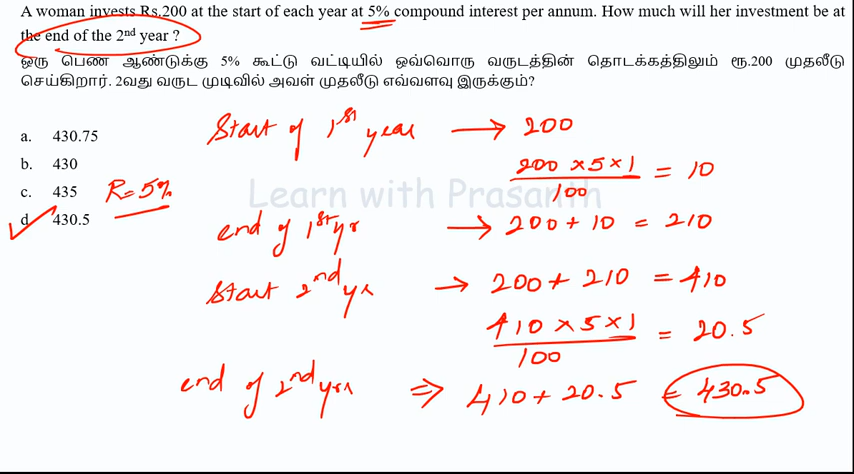 A woman invests Rs.200 at the start of each year at 5% compound interest per annum. How much will her investment be at
the end of the 2nd year ?
ஒரு பெண் ஆண்டுக்கு 5% கூட்டு வட்டியில் ஒவ்வொரு வருடத்தின் தொடக்கத்திலும் ரூ.200 முதலீடு
செய்கிறார். 2வது வருட முடிவில் அவள் முதலீடு எவ்வளவு இருக்கும்?
a. 430.75
b. 430
c. 435
d 430.5
R=5%
Learn with Prasanth
Start of 1st year → 200
200 × 5 × 1 / 100 = 10
end of 1st yr → 200 + 10 = 210
Start 2nd yr → 200 + 210 = 410
410 × 5 × 1 / 100 = 20.5
end of 2nd yrs ⇒ 410 + 20.5 = 430.5